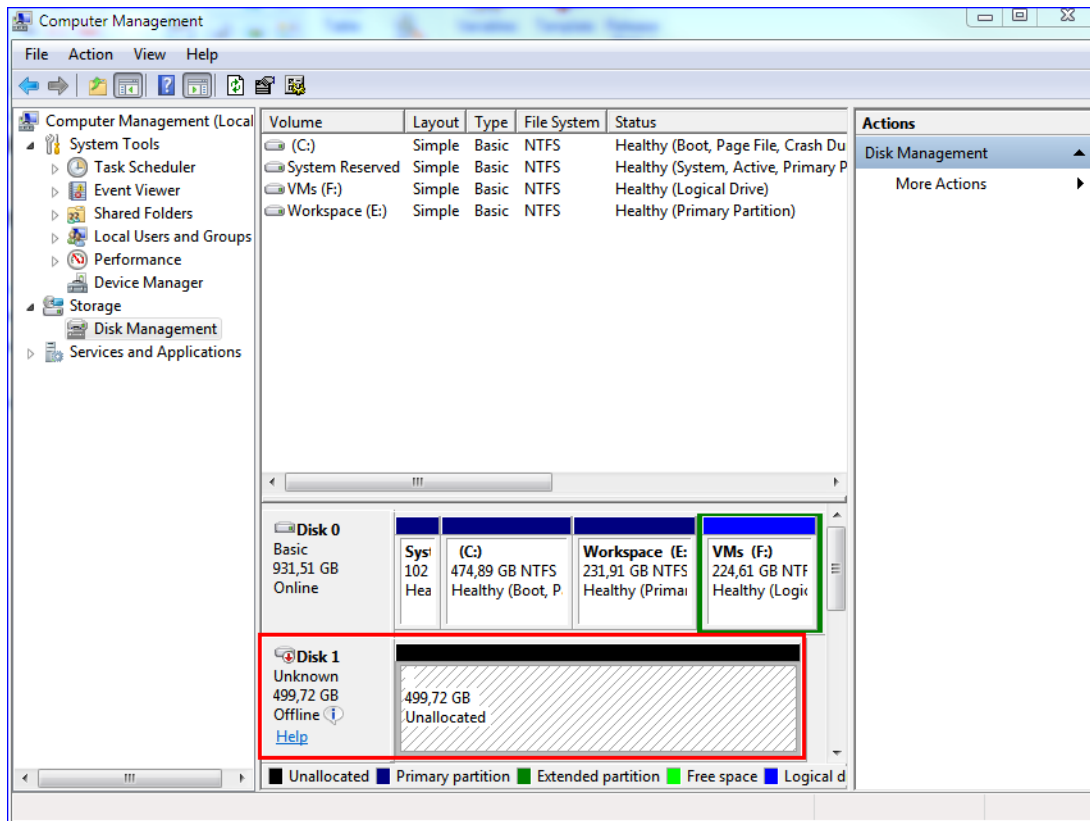 Computer Management
File Action View Help
Computer Management (Local
System Tools
Task Scheduler
Event Viewer
Shared Folders
Local Users and Groups
Performance
Device Manager
Storage
Disk Management
Services and Applications
Volume Layout Type File System Status
(C:) Simple Basic NTFS Healthy (Boot, Page File, Crash Du
System Reserved Simple Basic NTFS Healthy (System, Active, Primary P
VMs (F:) Simple Basic NTFS Healthy (Logical Drive)
Workspace (E:) Simple Basic NTFS Healthy (Primary Partition)
Actions
Disk Management
More Actions
Disk 0
Basic
931,51 GB
Online
Syst
102
Hea
(C:)
474,89 GB NTFS
Healthy (Boot, P
Workspace (E:
231,91 GB NTFS
Healthy (Primar
VMs (F:)
224,61 GB NTF
Healthy (Logic
Disk 1
Unknown
499,72 GB
Offline
Help
499,72 GB
Unallocated
Unallocated Primary partition Extended partition Free space Logical d